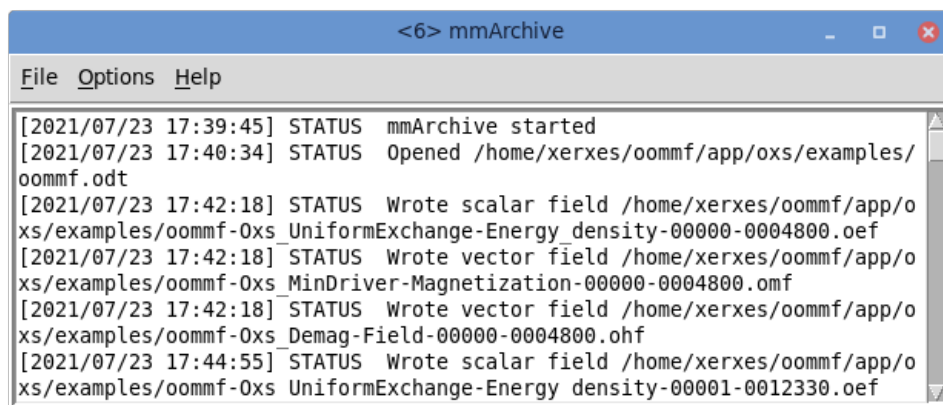 <6> mmArchive
File Options Help
[2021/07/23 17:39:45] STATUS  mmArchive started
[2021/07/23 17:40:34] STATUS  Opened /home/xerxes/oommf/app/oxs/examples/
oommf.odt
[2021/07/23 17:42:18] STATUS  Wrote scalar field /home/xerxes/oommf/app/o
xs/examples/oommf-Oxs_UniformExchange-Energy_density-00000-0004800.oef
[2021/07/23 17:42:18] STATUS  Wrote vector field /home/xerxes/oommf/app/o
xs/examples/oommf-Oxs_MinDriver-Magnetization-00000-0004800.omf
[2021/07/23 17:42:18] STATUS  Wrote vector field /home/xerxes/oommf/app/o
xs/examples/oommf-Oxs_Demag-Field-00000-0004800.ohf
[2021/07/23 17:44:55] STATUS  Wrote scalar field /home/xerxes/oommf/app/o
xs/examples/oommf-Oxs_UniformExchange-Energy_density-00001-0012330.oef